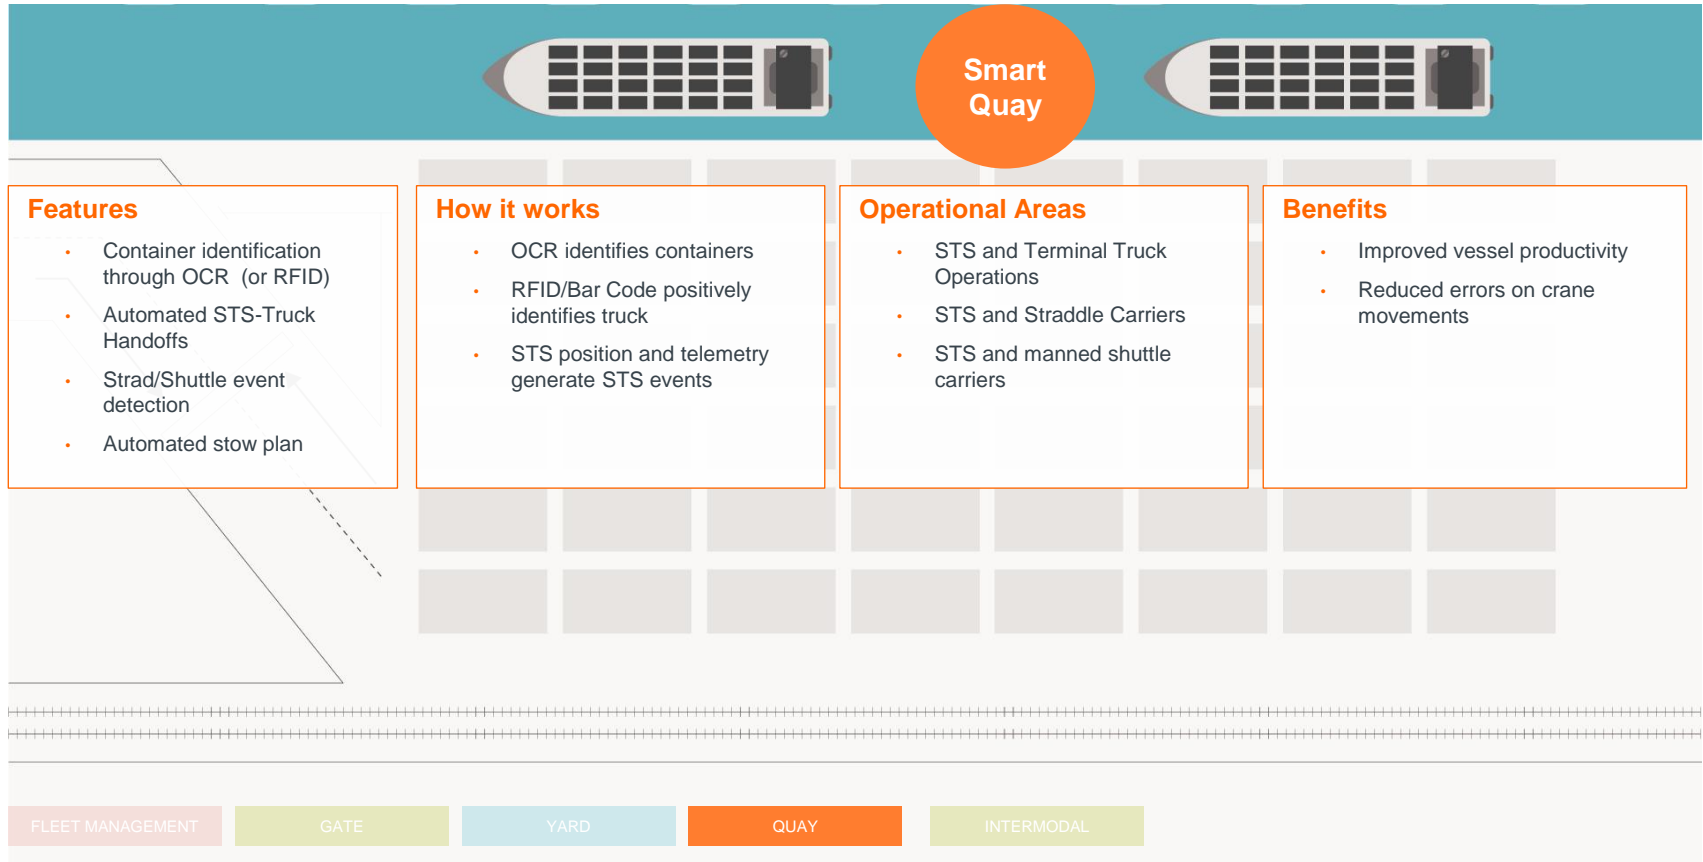 Smart
Quay
Features
• Container identification
through OCR (or RFID)
• Automated STS-Truck
Handoffs
• Strad/Shuttle event
detection
• Automated stow plan
How it works
• OCR identifies containers
• RFID/Bar Code positively
identifies truck
• STS position and telemetry
generate STS events
Operational Areas
• STS and Terminal Truck
Operations
• STS and Straddle Carriers
• STS and manned shuttle
carriers
Benefits
• Improved vessel productivity
• Reduced errors on crane
movements
FLEET MANAGEMENT
GATE
YARD
QUAY
INTERMODAL